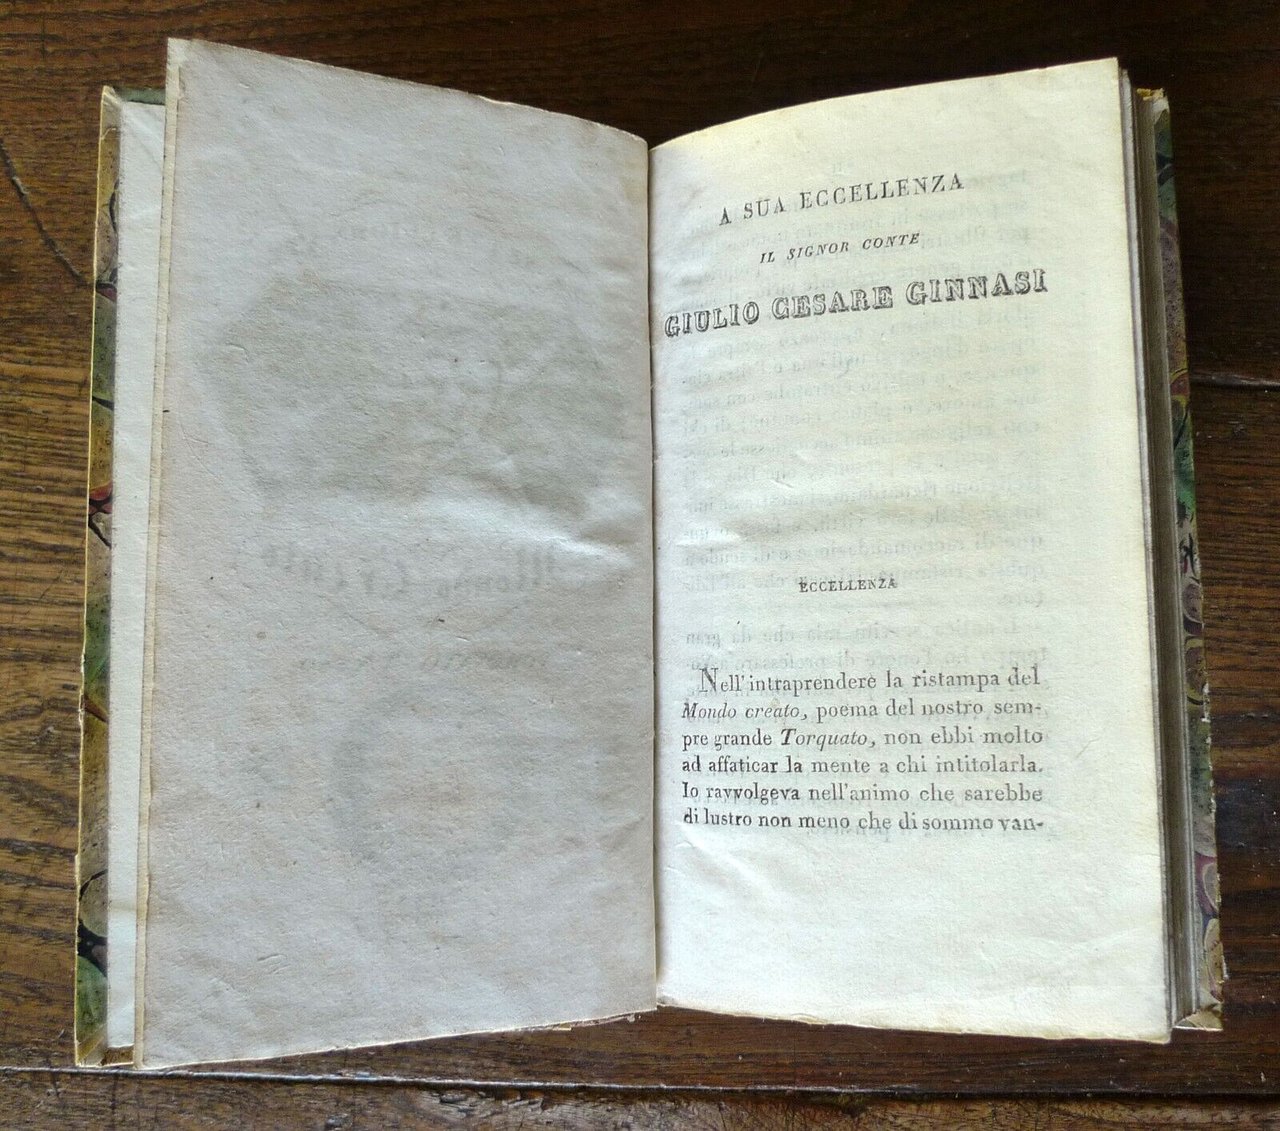 A SUA ECCELLENZA
IL SIGNOR CONTE
GIULIO CESARE GINNASI
ECCELLENZA
Nell'intraprendere la ristampa del
Mondo creato, poema del nostro sem-
pre grande Torquato, non ebbi molto
ad affaticar la mente a chi intitolarla.
Io ravvolgeva nell'animo che sarebbe
di lustro non meno che di sommo van-